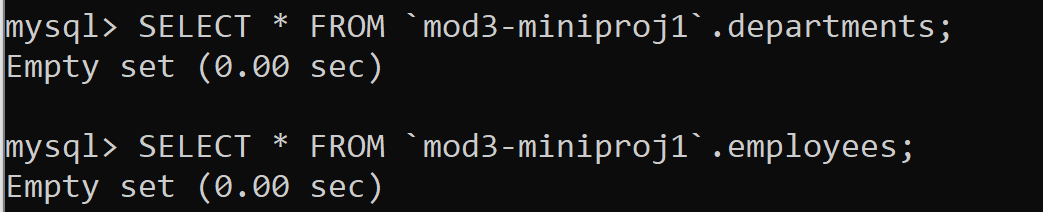 mysql> SELECT * FROM `mod3-miniproj1`.departments;
Empty set (0.00 sec)
mysql> SELECT * FROM `mod3-miniproj1`.employees;
Empty set (0.00 sec)